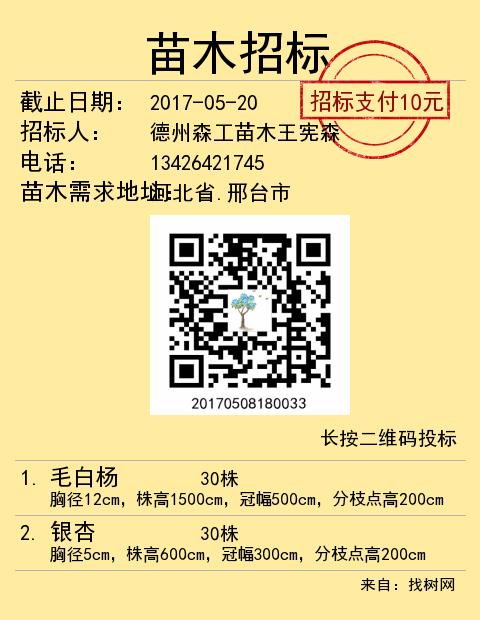 苗木招标
截止日期： 2017-05-20
招标支付10元
招标人： 德州森工苗木王宪森
电话： 13426421745
苗木需求地址：河北省.邢台市
20170508180033
长按二维码投标
1. 毛白杨 30株
胸径12cm，株高1500cm，冠幅500cm，分枝点高200cm
2. 银杏 30株
胸径5cm，株高600cm，冠幅300cm，分枝点高200cm
来自：找树网